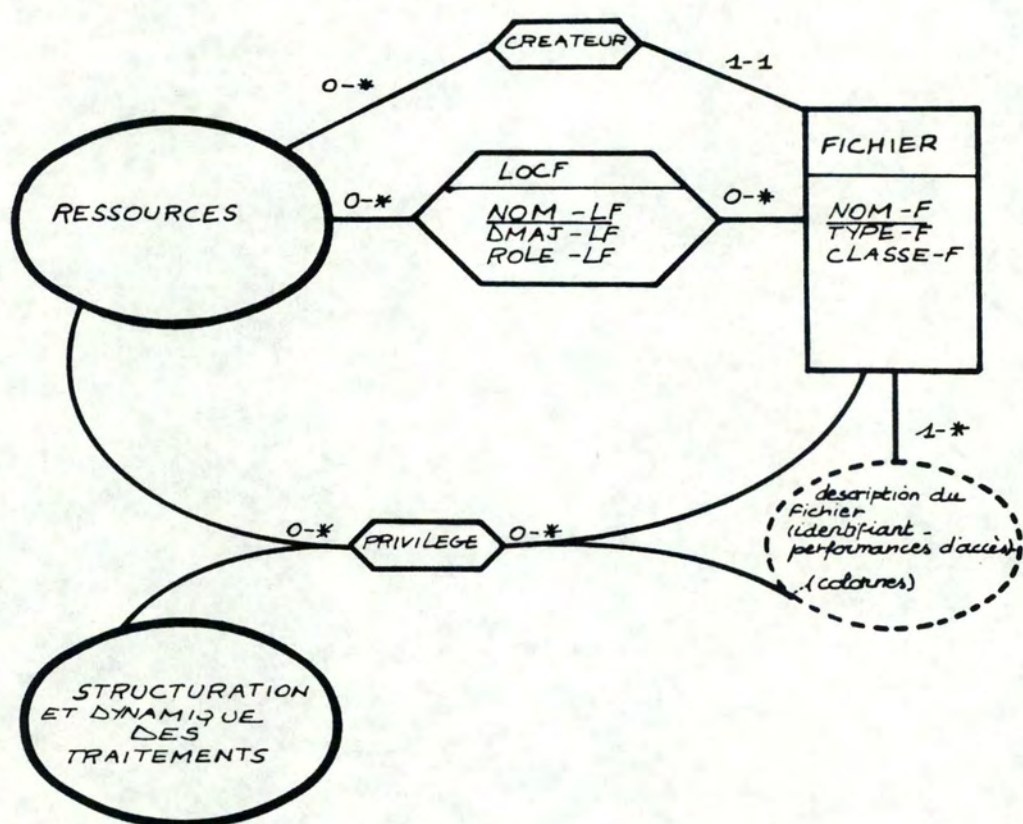 CREATEUR
0-*
1-1
RESSOURCES
0-*
LOCF
NOM-LF
DMAJ-LF
ROLE-LF
0-*
FICHIER
NOM-F
TYPE-F
CLASSE-F
1-*
description du
fichier
(identifiant -
performances d'accès)
(colonnes)
0-*
PRIVILEGE
0-*
STRUCTURATION
ET DYNAMIQUE
DES
TRAITEMENTS